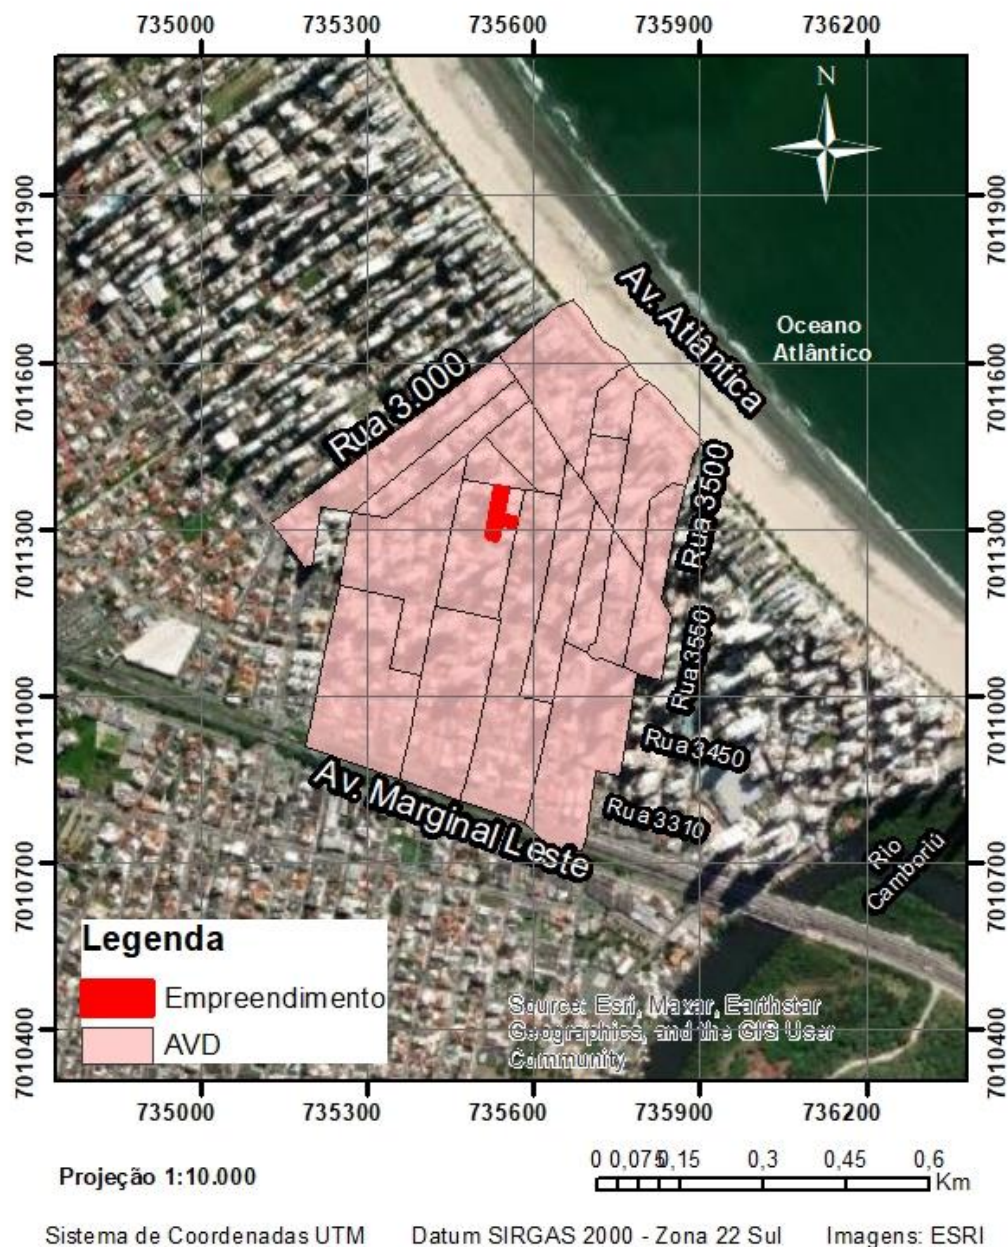 735000 735300 735600 735900 736200
N
7011900 7011900
Av. Atlântica
Oceano
Atlântico
7011600 7011600
Rua 3.000
Rua 3500
7011300 7011300
Rua 3550
7011000 7011000
Rua 3450
Av. Marginal Leste
Rua 3310
7010700 7010700
Rio
Camboriú
Legenda
Empreendimento
AVD
Source: Esri, Maxar, Earthstar
Geographics, and the GIS User
Community
7010400 7010400
735000 735300 735600 735900 736200
Projeção 1:10.000
0 0,075 0,15 0,3 0,45 0,6
Km
Sistema de Coordenadas UTM Datum SIRGAS 2000 - Zona 22 Sul Imagens: ESRI